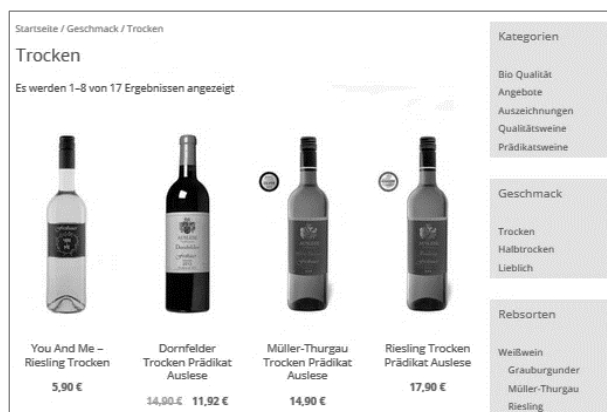 Startseite / Geschmack / Trocken
Trocken
Es werden 1–8 von 17 Ergebnissen angezeigt
You And Me –
Riesling Trocken
5,90 €
Dornfelder
Trocken Prädikat
Auslese
14,90 € 11,92 €
Müller-Thurgau
Trocken Prädikat
Auslese
14,90 €
Riesling Trocken
Prädikat Auslese
17,90 €
Kategorien
Bio Qualität
Angebote
Auszeichnungen
Qualitätsweine
Prädikatsweine
Geschmack
Trocken
Halbtrocken
Lieblich
Rebsorten
Weißwein
Grauburgunder
Müller-Thurgau
Riesling